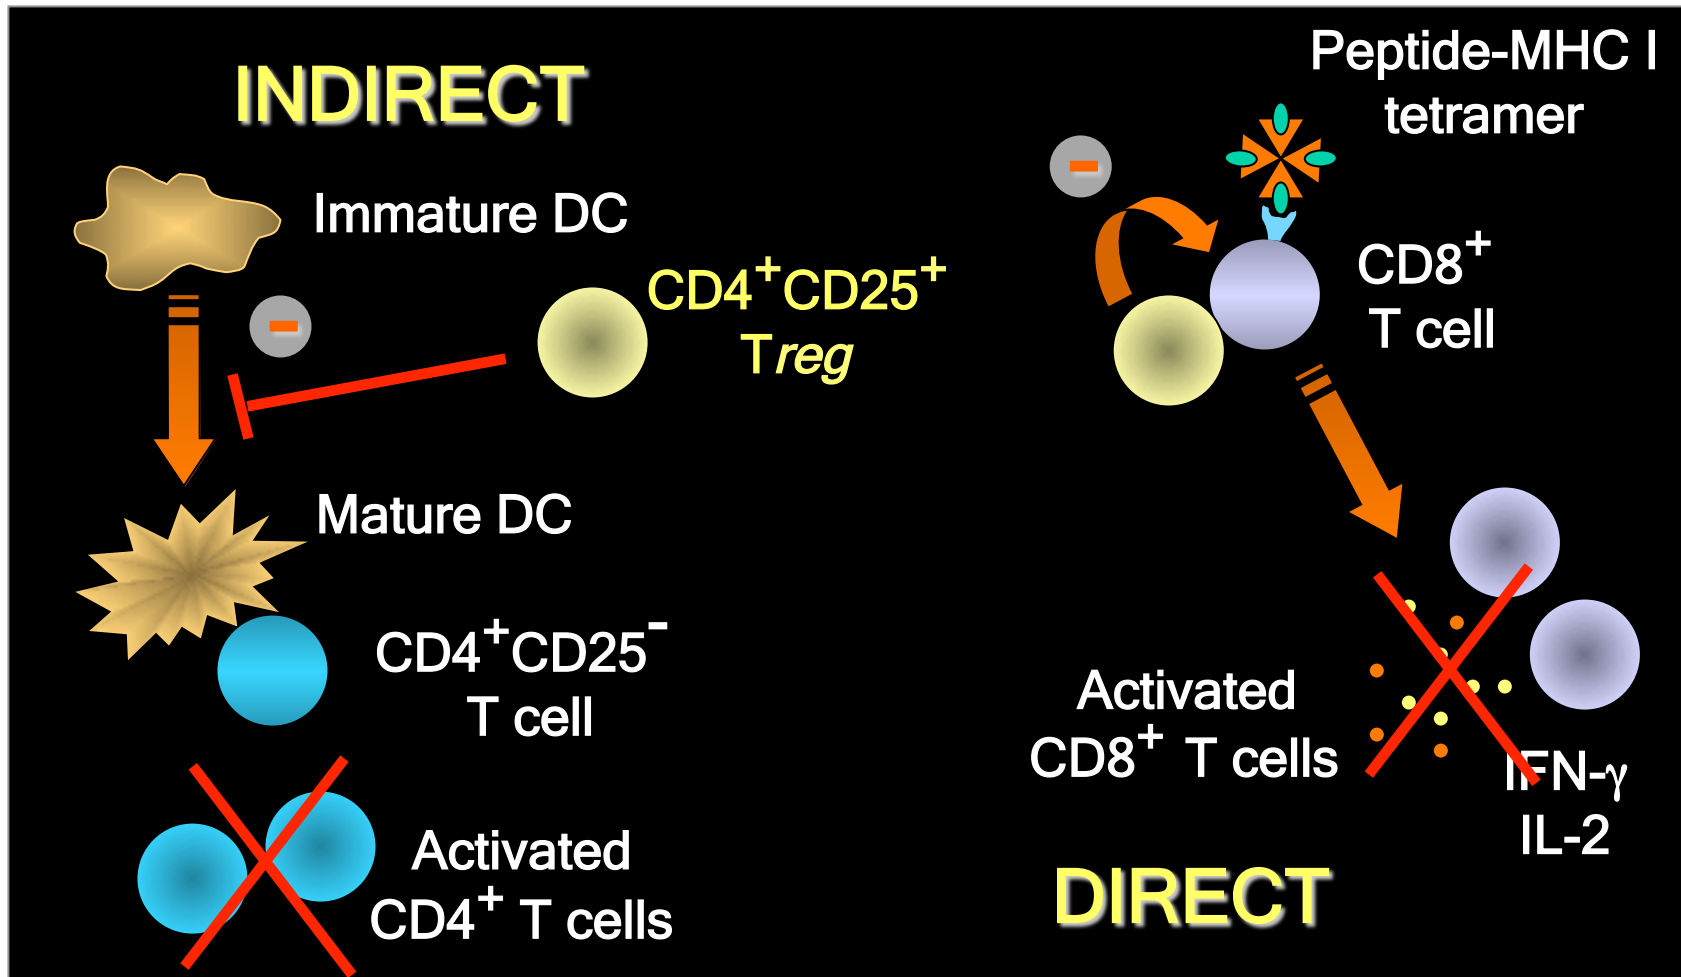 INDIRECT
Immature DC
CD4⁺CD25⁺
Treg
Mature DC
CD4⁺CD25⁻
T cell
Activated
CD4⁺ T cells
Peptide-MHC I
tetramer
CD8⁺
T cell
Activated
CD8⁺ T cells
IFN-γ
IL-2
DIRECT